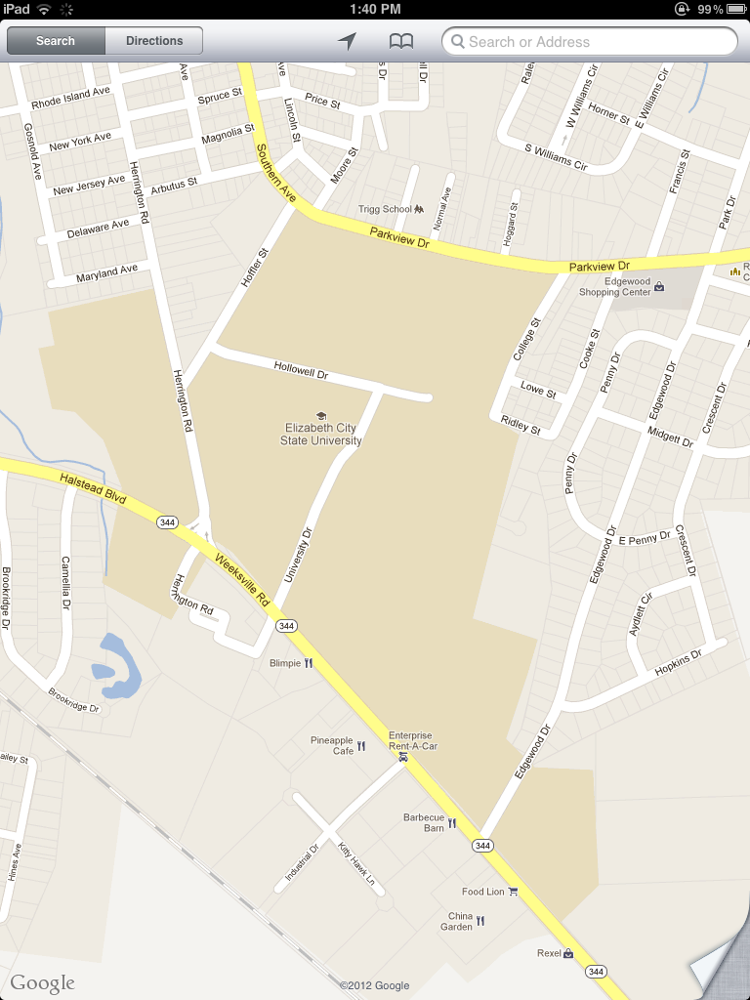 iPad
1:40 PM
99%
Search
Directions
Search or Address
Ave
Ave
s Dr
ll Dr
Ralei
W Williams Cir
E Williams Cir
Rhode Island Ave
Spruce St
Lincoln St
Price St
Horner St
Gosnold Ave
New York Ave
Magnolia St
S Williams Cir
Southern Ave
Moore St
Francis St
New Jersey Ave
Arbutus St
Herrington Rd
Trigg School
Normal Ave
Hoggard St
Park Dr
Delaware Ave
Parkview Dr
Parkview Dr
Maryland Ave
Hoffler St
Edgewood
Shopping Center
R
C
College St
Cooke St
Hollowell Dr
Penny Dr
Edgewood Dr
Crescent Dr
Lowe St
Herrington Rd
Elizabeth City
State University
Ridley St
Midgett Dr
Penny Dr
Halstead Blvd
344
E Penny Dr
Crescent Dr
Weeksville Rd
University Dr
Edgewood Dr
Brookridge Dr
Camellia Dr
Herrington Rd
344
Aydlett Cir
Blimpie
Hopkins Dr
Brookridge Dr
Pineapple
Cafe
Enterprise
Rent-A-Car
Edgewood Dr
ailey St
Barbecue
Barn
344
Hines Ave
Industrial Dr
Kitty Hawk Ln
Food Lion
China
Garden
Rexel
344
Google
©2012 Google